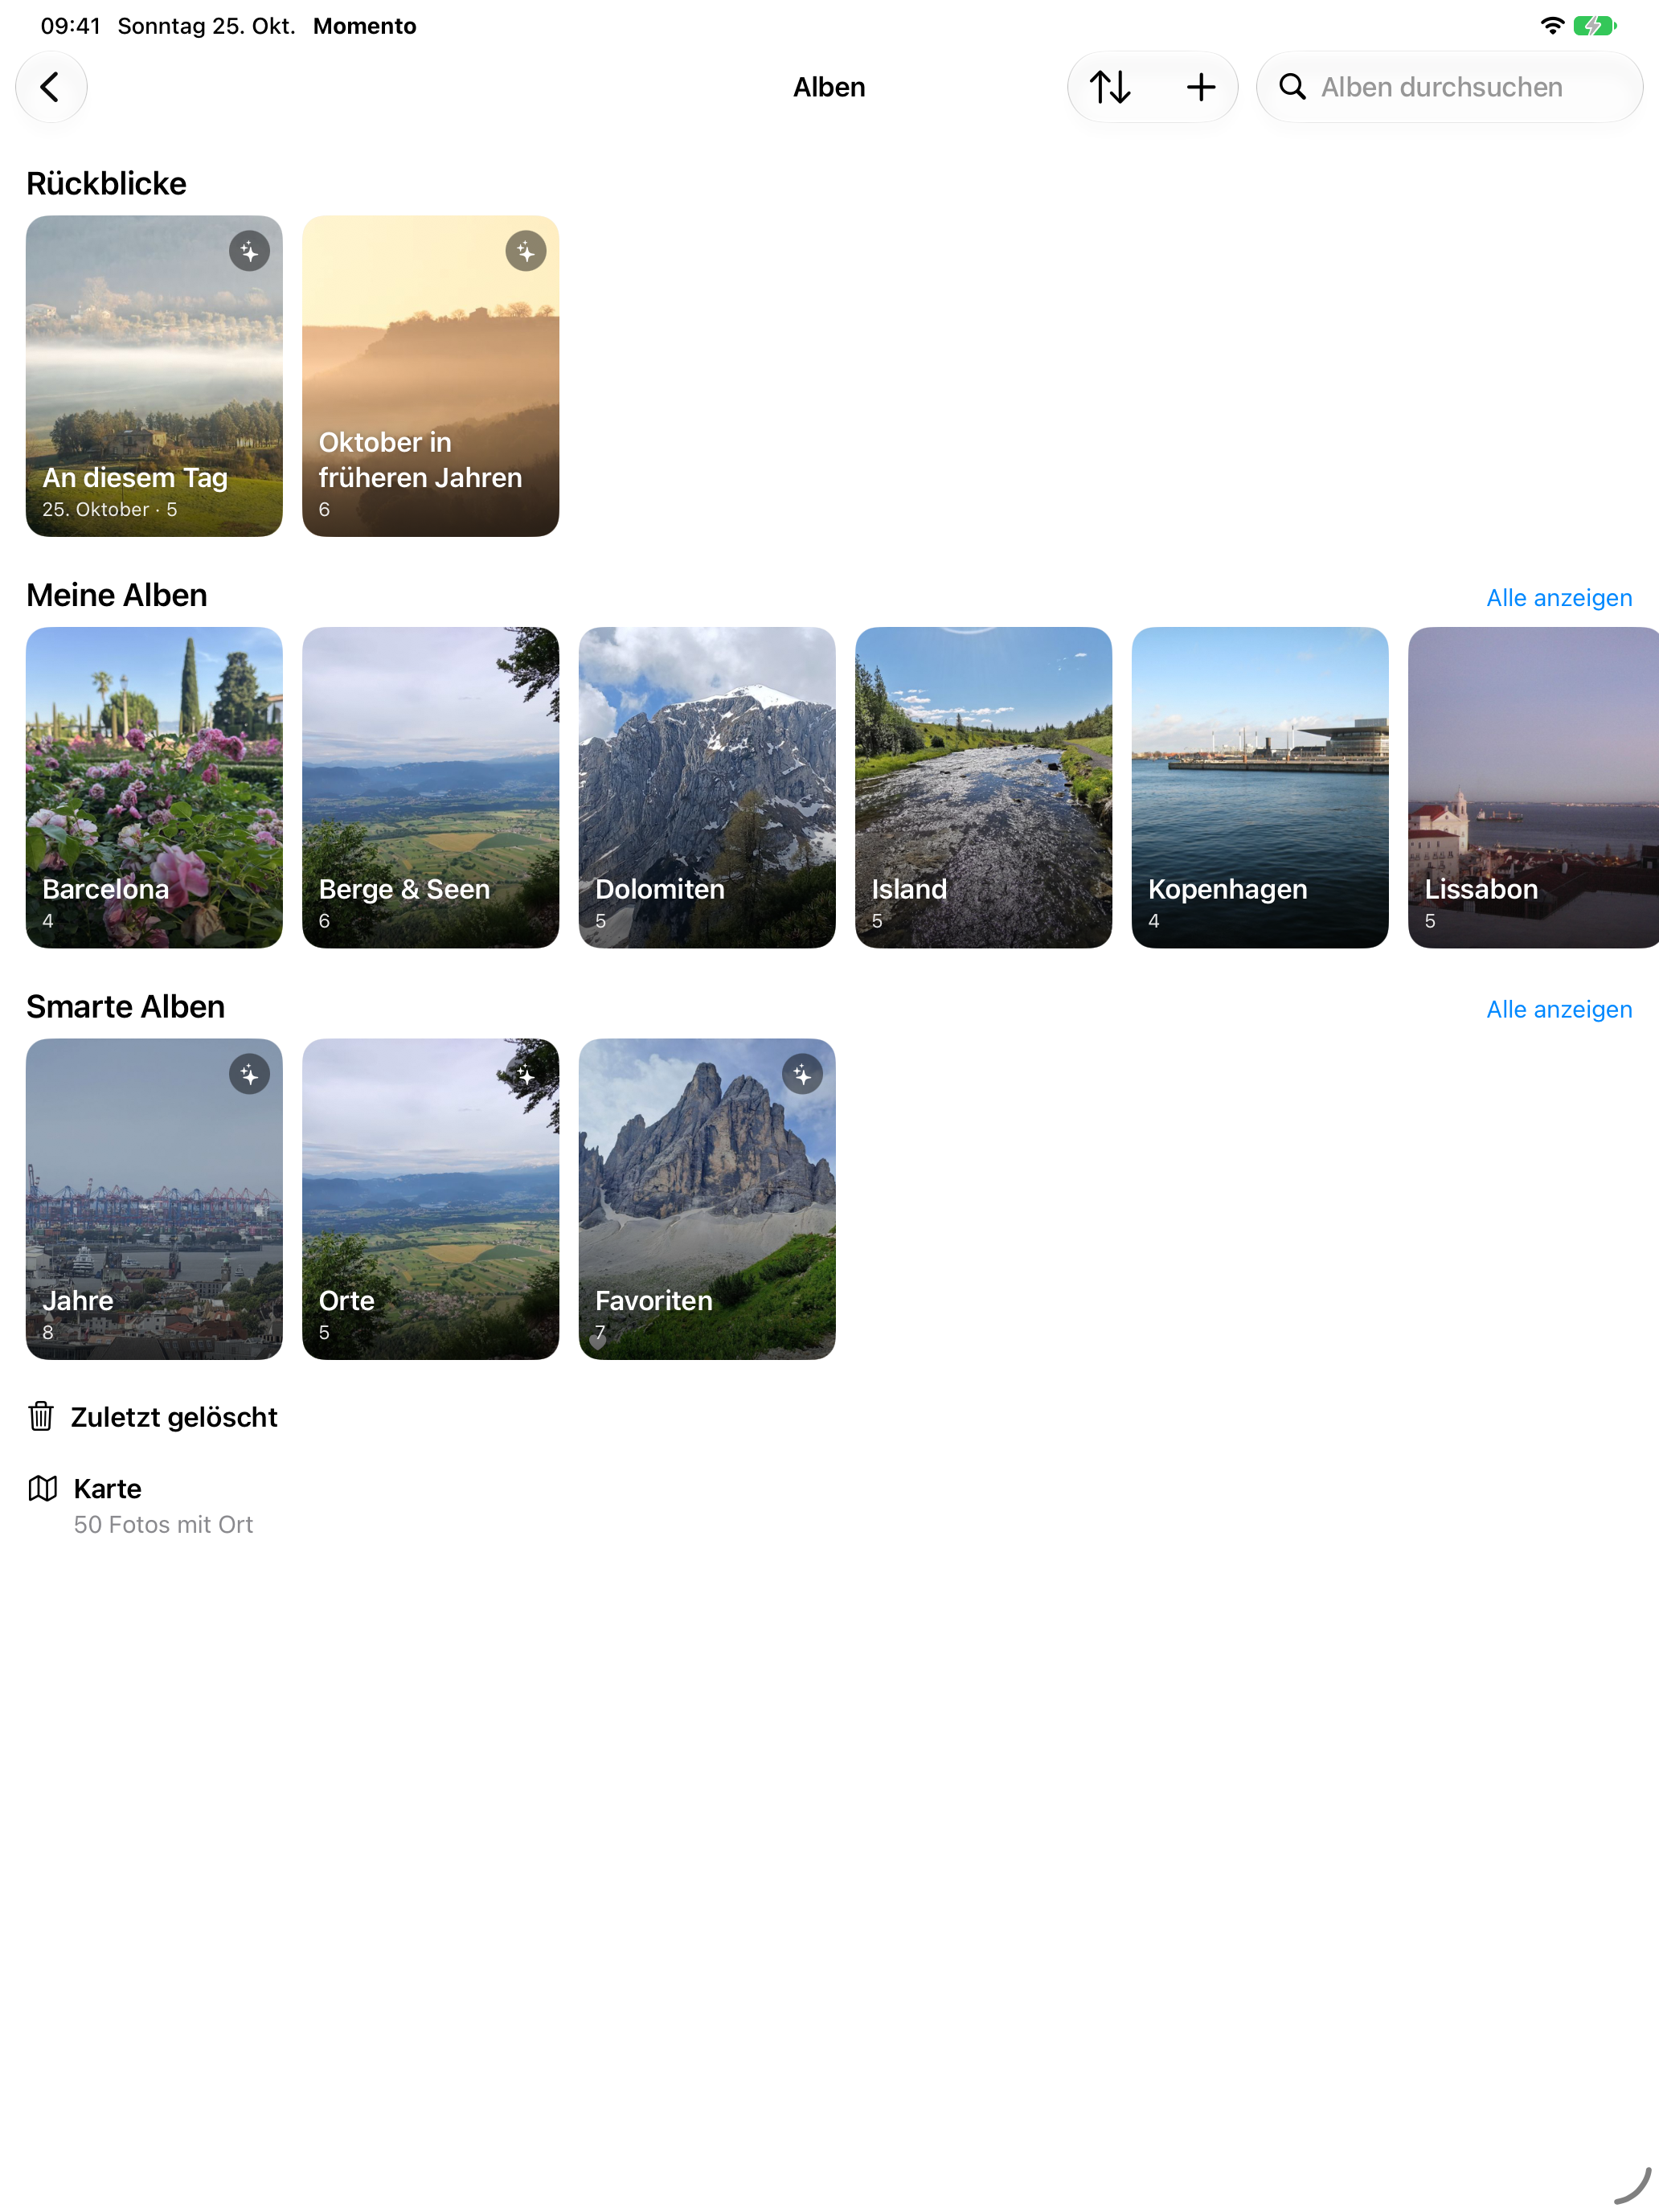 09:41 Sonntag 25. Okt. Momento
Alben
Alben durchsuchen
Rückblicke
An diesem Tag
25. Oktober · 5
Oktober in
früheren Jahren
6
Meine Alben
Alle anzeigen
Barcelona
4
Berge & Seen
6
Dolomiten
5
Island
5
Kopenhagen
4
Lissabon
5
Smarte Alben
Alle anzeigen
Jahre
8
Orte
5
Favoriten
7
Zuletzt gelöscht
Karte
50 Fotos mit Ort